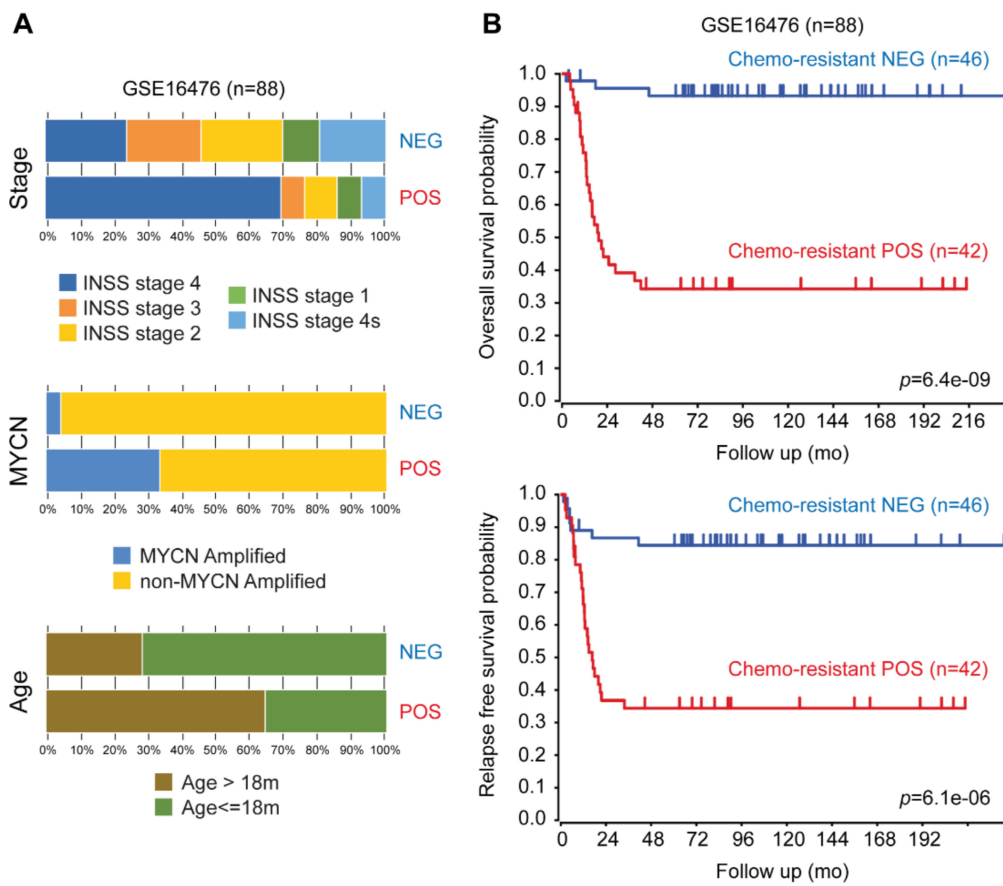 A
GSE16476 (n=88)
Stage
NEG
POS
0% 10% 20% 30% 40% 50% 60% 70% 80% 90% 100%
INSS stage 4
INSS stage 3
INSS stage 2
INSS stage 1
INSS stage 4s
MYCN
NEG
POS
0% 10% 20% 30% 40% 50% 60% 70% 80% 90% 100%
MYCN Amplified
non-MYCN Amplified
Age
NEG
POS
0% 10% 20% 30% 40% 50% 60% 70% 80% 90% 100%
Age > 18m
Age<=18m
B
GSE16476 (n=88)
Chemo-resistant NEG (n=46)
Oversall survival probability
1.0
0.9
0.8
0.7
0.6
0.5
0.4
0.3
0.2
0.1
0.0
Chemo-resistant POS (n=42)
p=6.4e-09
0 24 48 72 96 120 144 168 192 216
Follow up (mo)
Chemo-resistant NEG (n=46)
Relapse free survival probability
1.0
0.9
0.8
0.7
0.6
0.5
0.4
0.3
0.2
0.1
0.0
Chemo-resistant POS (n=42)
p=6.1e-06
0 24 48 72 96 120 144 168 192
Follow up (mo)